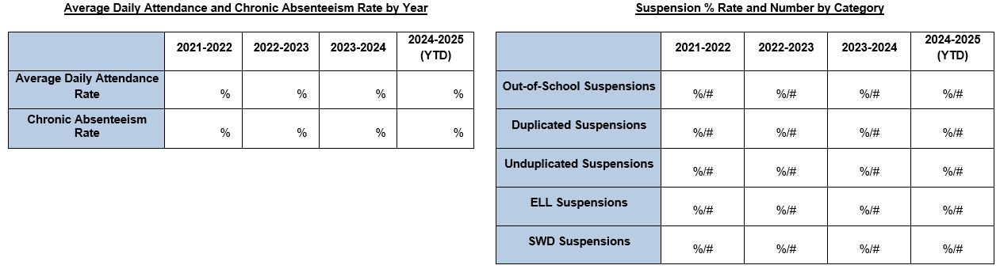 Average Daily Attendance and Chronic Absenteeism Rate by Year
2021-2022 2022-2023 2023-2024 2024-2025
(YTD)
Average Daily Attendance
Rate % % % %
Chronic Absenteeism
Rate % % % %
Suspension % Rate and Number by Category
2021-2022 2022-2023 2023-2024 2024-2025
(YTD)
Out-of-School Suspensions %/# %/# %/# %/#
Duplicated Suspensions %/# %/# %/# %/#
Unduplicated Suspensions %/# %/# %/# %/#
ELL Suspensions %/# %/# %/# %/#
SWD Suspensions %/# %/# %/# %/#